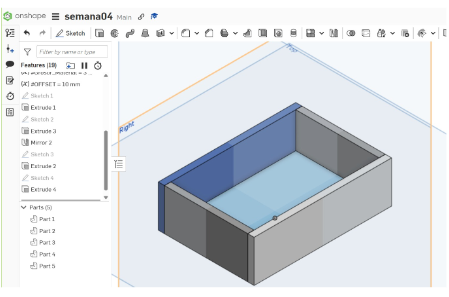 onshape semana04 Main
Sketch
Filter by name or type
Features (19)
(x) #OFFSET = 10 mm
Sketch 1
Extrude 1
Sketch 2
Extrude 3
Mirror 2
Sketch 3
Extrude 2
Sketch 4
Extrude 4
Parts (5)
Part 1
Part 2
Part 3
Part 4
Part 5
Right